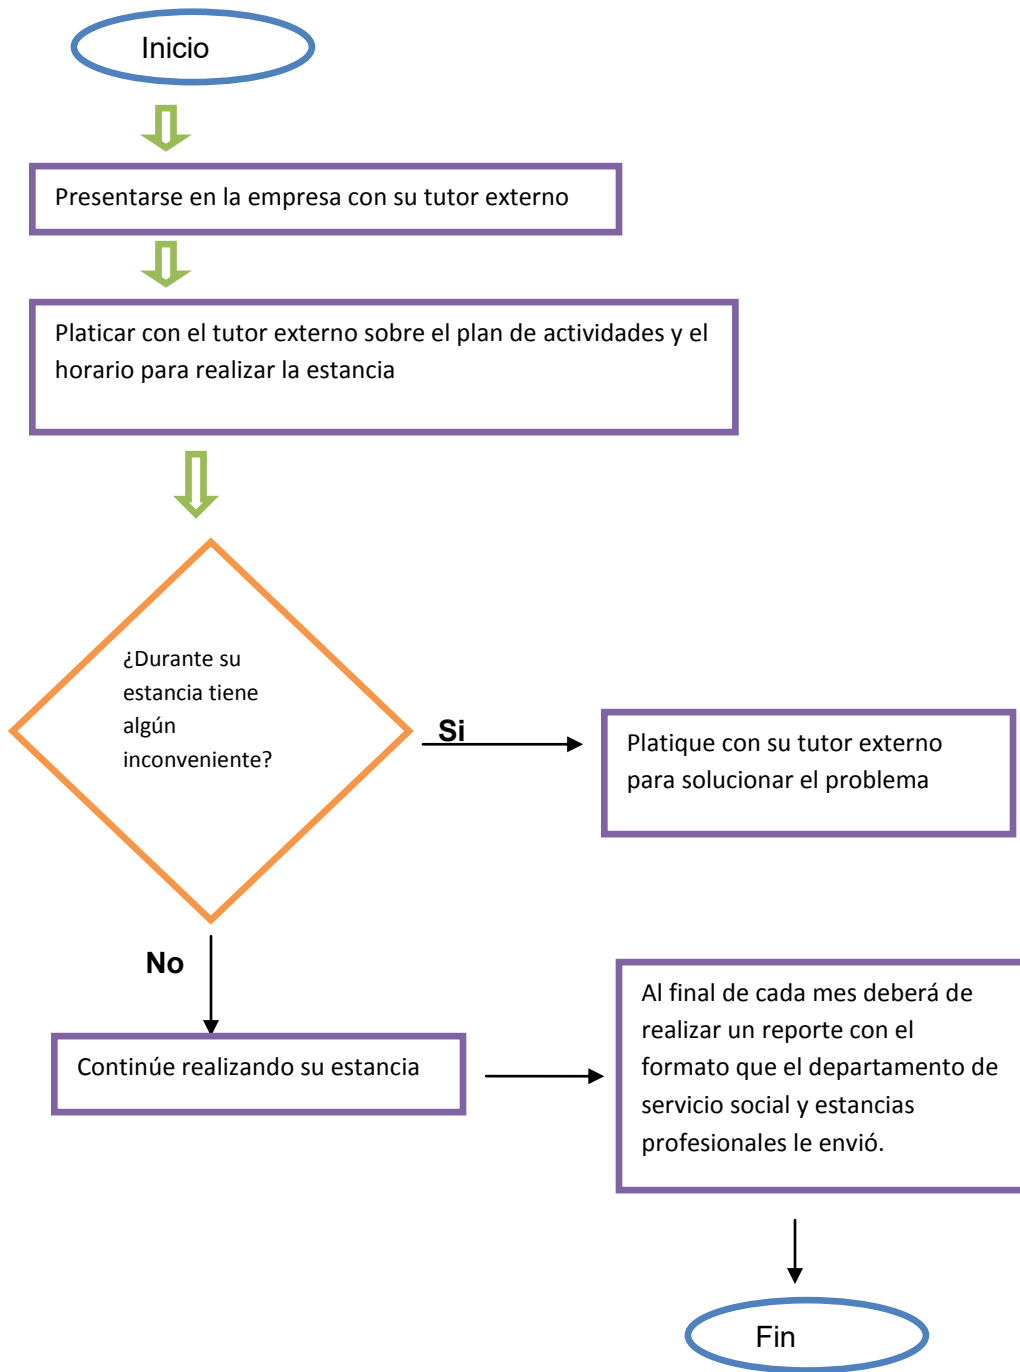 Inicio
Presentarse en la empresa con su tutor externo
Platicar con el tutor externo sobre el plan de actividades y el
horario para realizar la estancia
¿Durante su
estancia tiene
algún
inconveniente?
Si
Platique con su tutor externo
para solucionar el problema
No
Continúe realizando su estancia
Al final de cada mes deberá de
realizar un reporte con el
formato que el departamento de
servicio social y estancias
profesionales le envió.
Fin